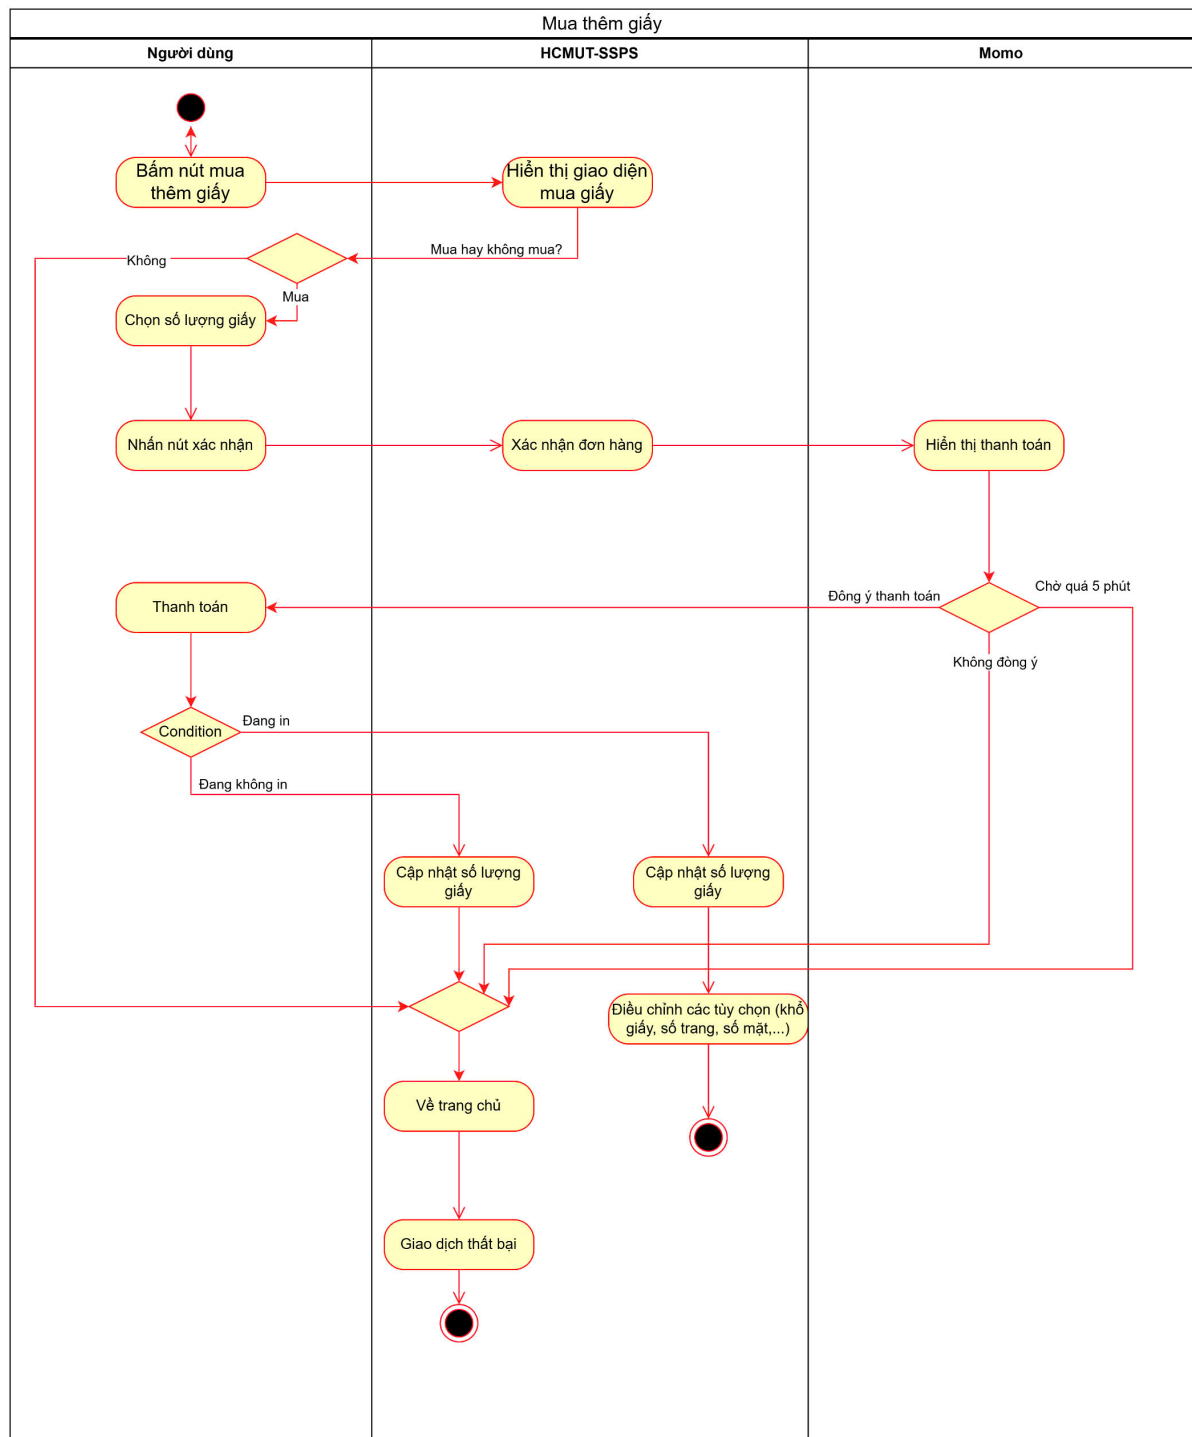 Mua thêm giấy
Người dùng
HCMUT-SSPS
Momo
Bấm nút mua
thêm giấy
Hiển thị giao diện
mua giấy
Mua hay không mua?
Không
Mua
Chọn số lượng giấy
Nhấn nút xác nhận
Xác nhận đơn hàng
Hiển thị thanh toán
Chờ quá 5 phút
Đông ý thanh toán
Thanh toán
Không đòng ý
Đang in
Condition
Đang không in
Cập nhật số lượng
giấy
Cập nhật số lượng
giấy
Điều chỉnh các tùy chọn (khổ
giấy, số trang, số mặt,...)
Về trang chủ
Giao dịch thất bại